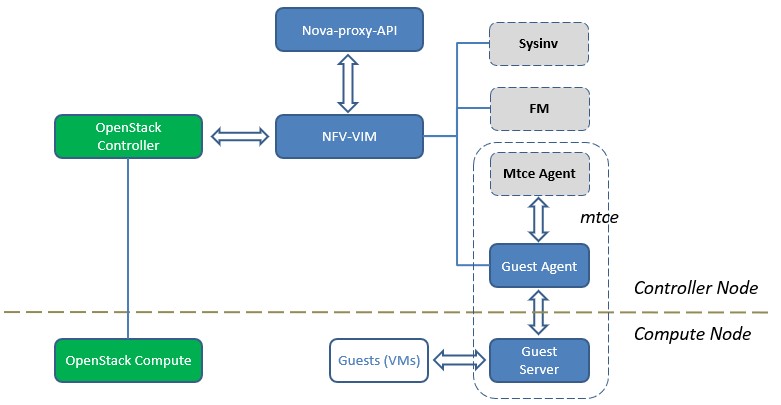 Nova-proxy-API
Sysinv
FM
OpenStack
Controller
NFV-VIM
Mtce Agent
mtce
Guest Agent
Controller Node
Compute Node
OpenStack Compute
Guests (VMs)
Guest
Server